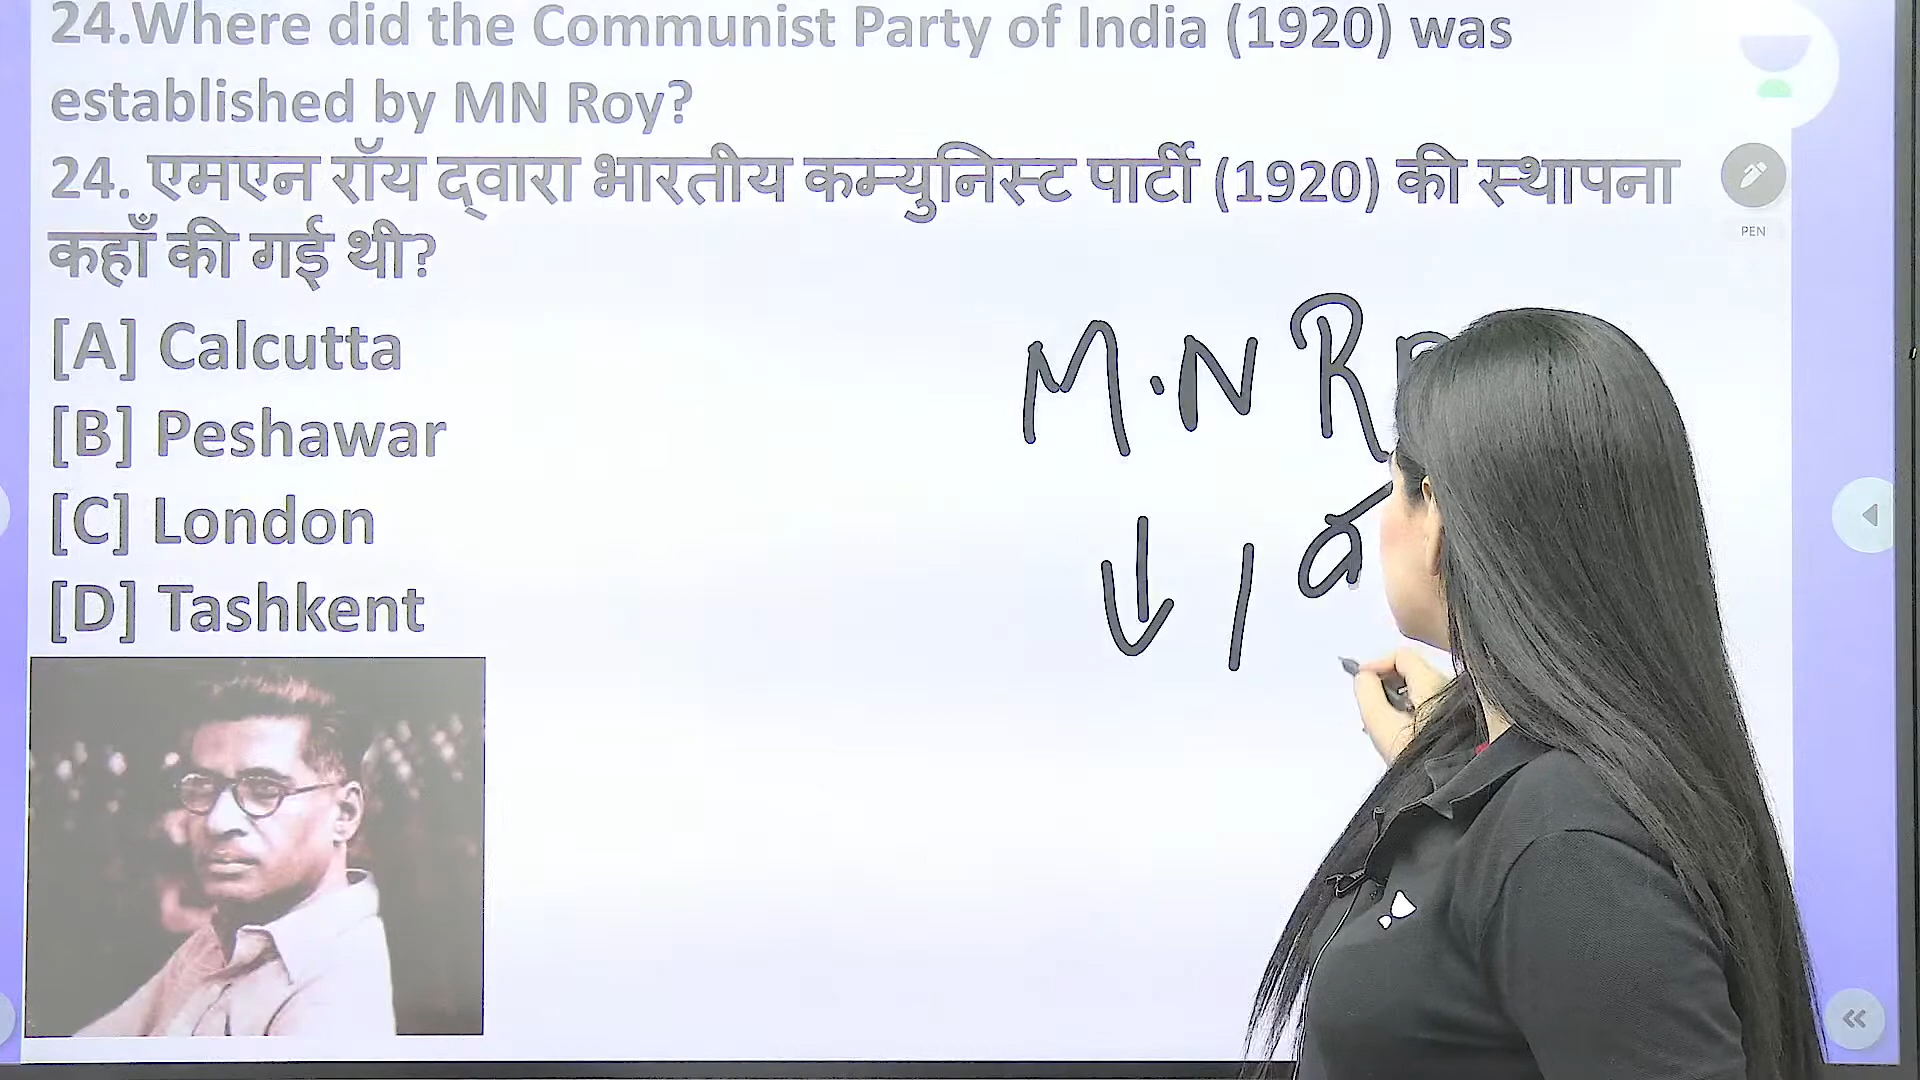 24.Where did the Communist Party of India (1920) was
established by MN Roy?
24. एमएन रॉय द्वारा भारतीय कम्युनिस्ट पार्टी (1920) की स्थापना
कहाँ की गई थी?
[A] Calcutta
[B] Peshawar
[C] London
[D] Tashkent
PEN
M.N R